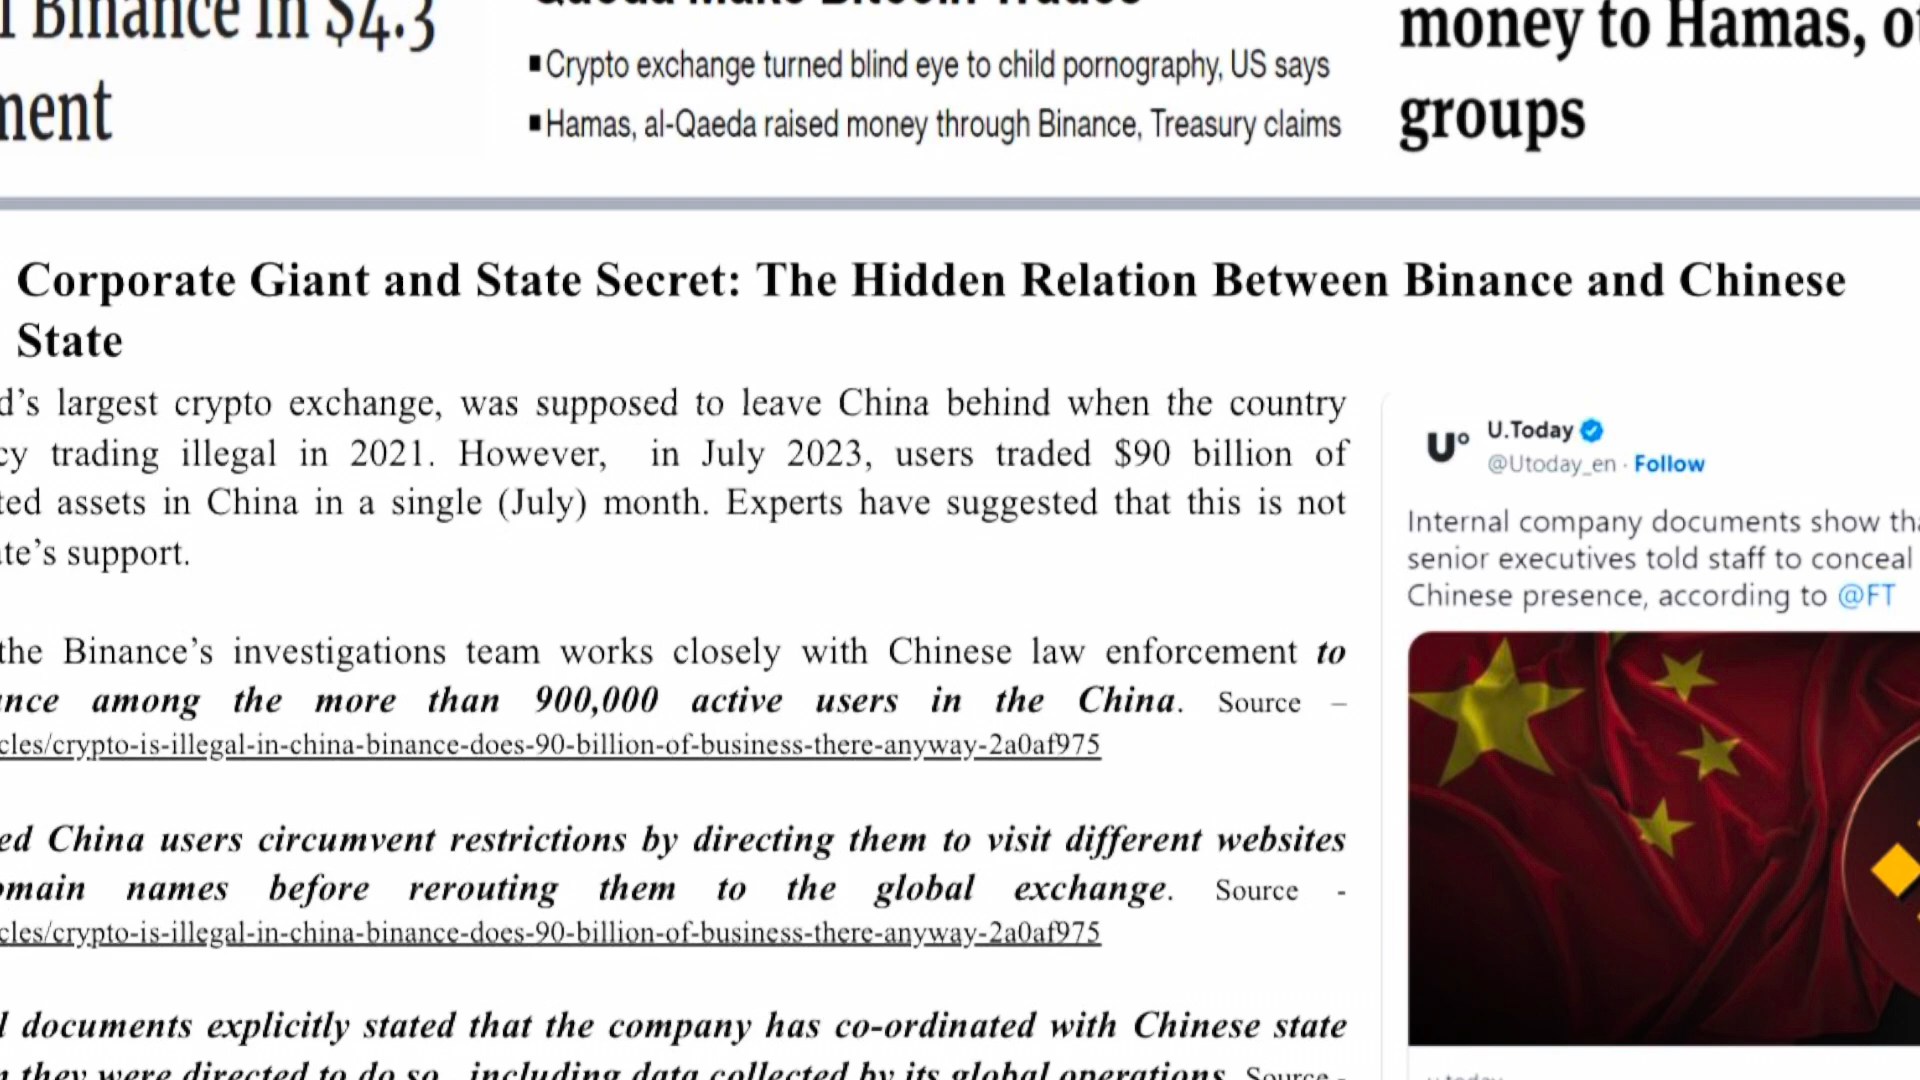 Binance in $4.3
ment
Qaeda Make Bitcoin Trades
■ Crypto exchange turned blind eye to child pornography, US says
■ Hamas, al-Qaeda raised money through Binance, Treasury claims
money to Hamas, ot
groups
Corporate Giant and State Secret: The Hidden Relation Between Binance and Chinese
State
d’s largest crypto exchange, was supposed to leave China behind when the country
cy trading illegal in 2021. However, in July 2023, users traded $90 billion of
ted assets in China in a single (July) month. Experts have suggested that this is not
te’s support.
the Binance’s investigations team works closely with Chinese law enforcement to
nce among the more than 900,000 active users in the China. Source –
cles/crypto-is-illegal-in-china-binance-does-90-billion-of-business-there-anyway-2a0af975
ed China users circumvent restrictions by directing them to visit different websites
omain names before rerouting them to the global exchange. Source -
cles/crypto-is-illegal-in-china-binance-does-90-billion-of-business-there-anyway-2a0af975
l documents explicitly stated that the company has co-ordinated with Chinese state
n they were directed to do so, including data collected by its global operations. Source -
U°
U.Today
@Utoday_en · Follow
Internal company documents show tha
senior executives told staff to conceal
Chinese presence, according to @FT
u.today